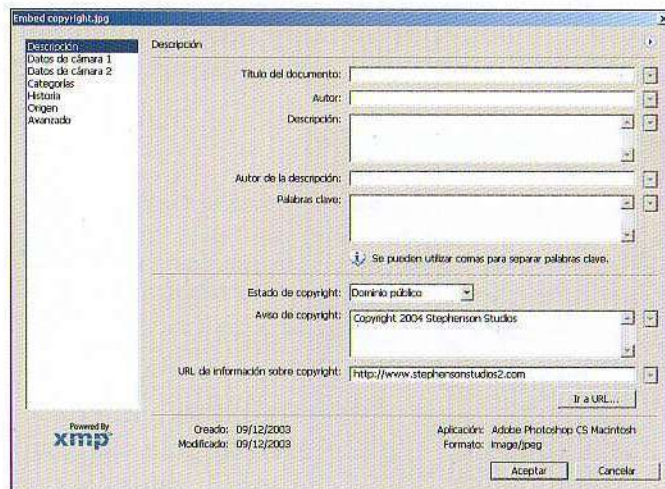 Embed copyright.jpg
Descripción
Datos de cámara 1
Datos de cámara 2
Categorías
Historia
Origen
Avanzado
Descripción
Título del documento:
Autor:
Descripción:
Autor de la descripción:
Palabras clave:
Se pueden utilizar comas para separar palabras clave.
Estado de copyright: Dominio público
Aviso de copyright: Copyright 2004 Stephenson Studios
URL de información sobre copyright: http://www.stephensonstudios2.com
Ir a URL...
Powered By
xmp
Creado: 09/12/2003
Modificado: 09/12/2003
Aplicación: Adobe Photoshop CS Macintosh
Formato: image/jpeg
Aceptar
Cancelar